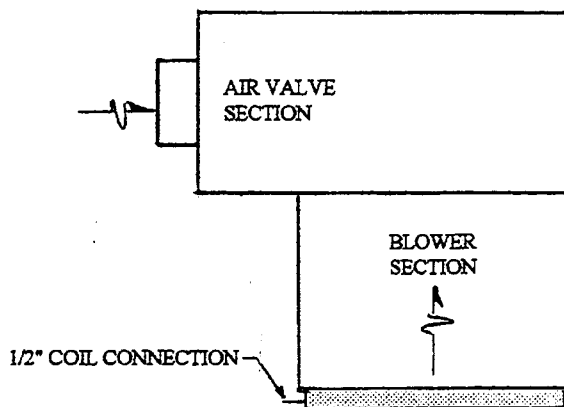 AIR VALVE
SECTION
BLOWER
SECTION
1/2" COIL CONNECTION